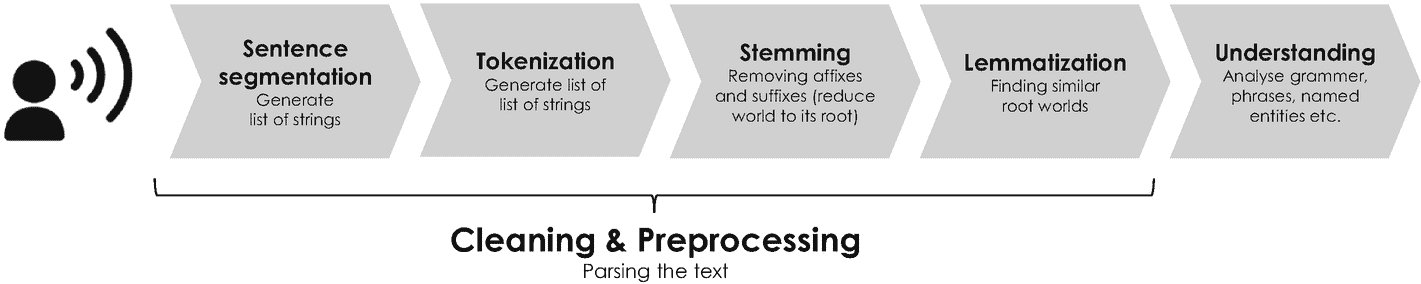 Sentence
segmentation
Generate
list of strings
Tokenization
Generate list of
list of strings
Stemming
Removing affixes
and suffixes (reduce
world to its root)
Lemmatization
Finding similar
root worlds
Understanding
Analyse grammer,
phrases, named
entities etc.
Cleaning & Preprocessing
Parsing the text